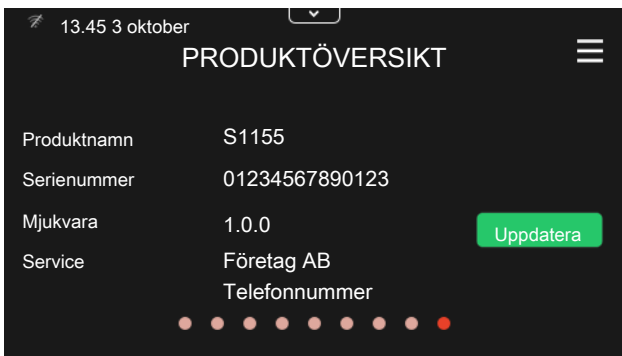 13.45 3 oktober
PRODUKTÖVERSIKT
Produktnamn S1155
Serienummer 01234567890123
Mjukvara 1.0.0 Uppdatera
Service Företag AB
Telefonnummer